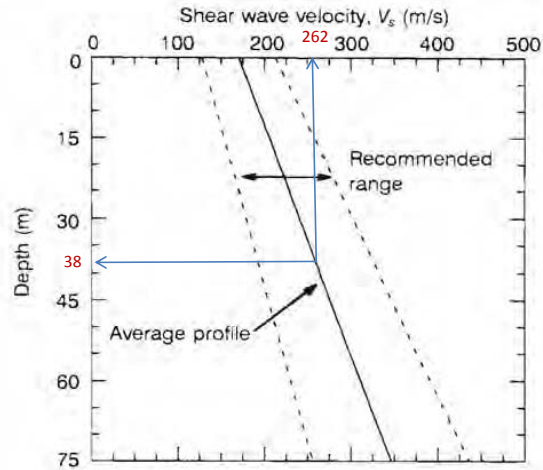 Shear wave velocity, Vs (m/s)
262
0 100 200 300 400 500
0
15
Recommended
range
30
Depth (m)
38
45
Average profile
60
75